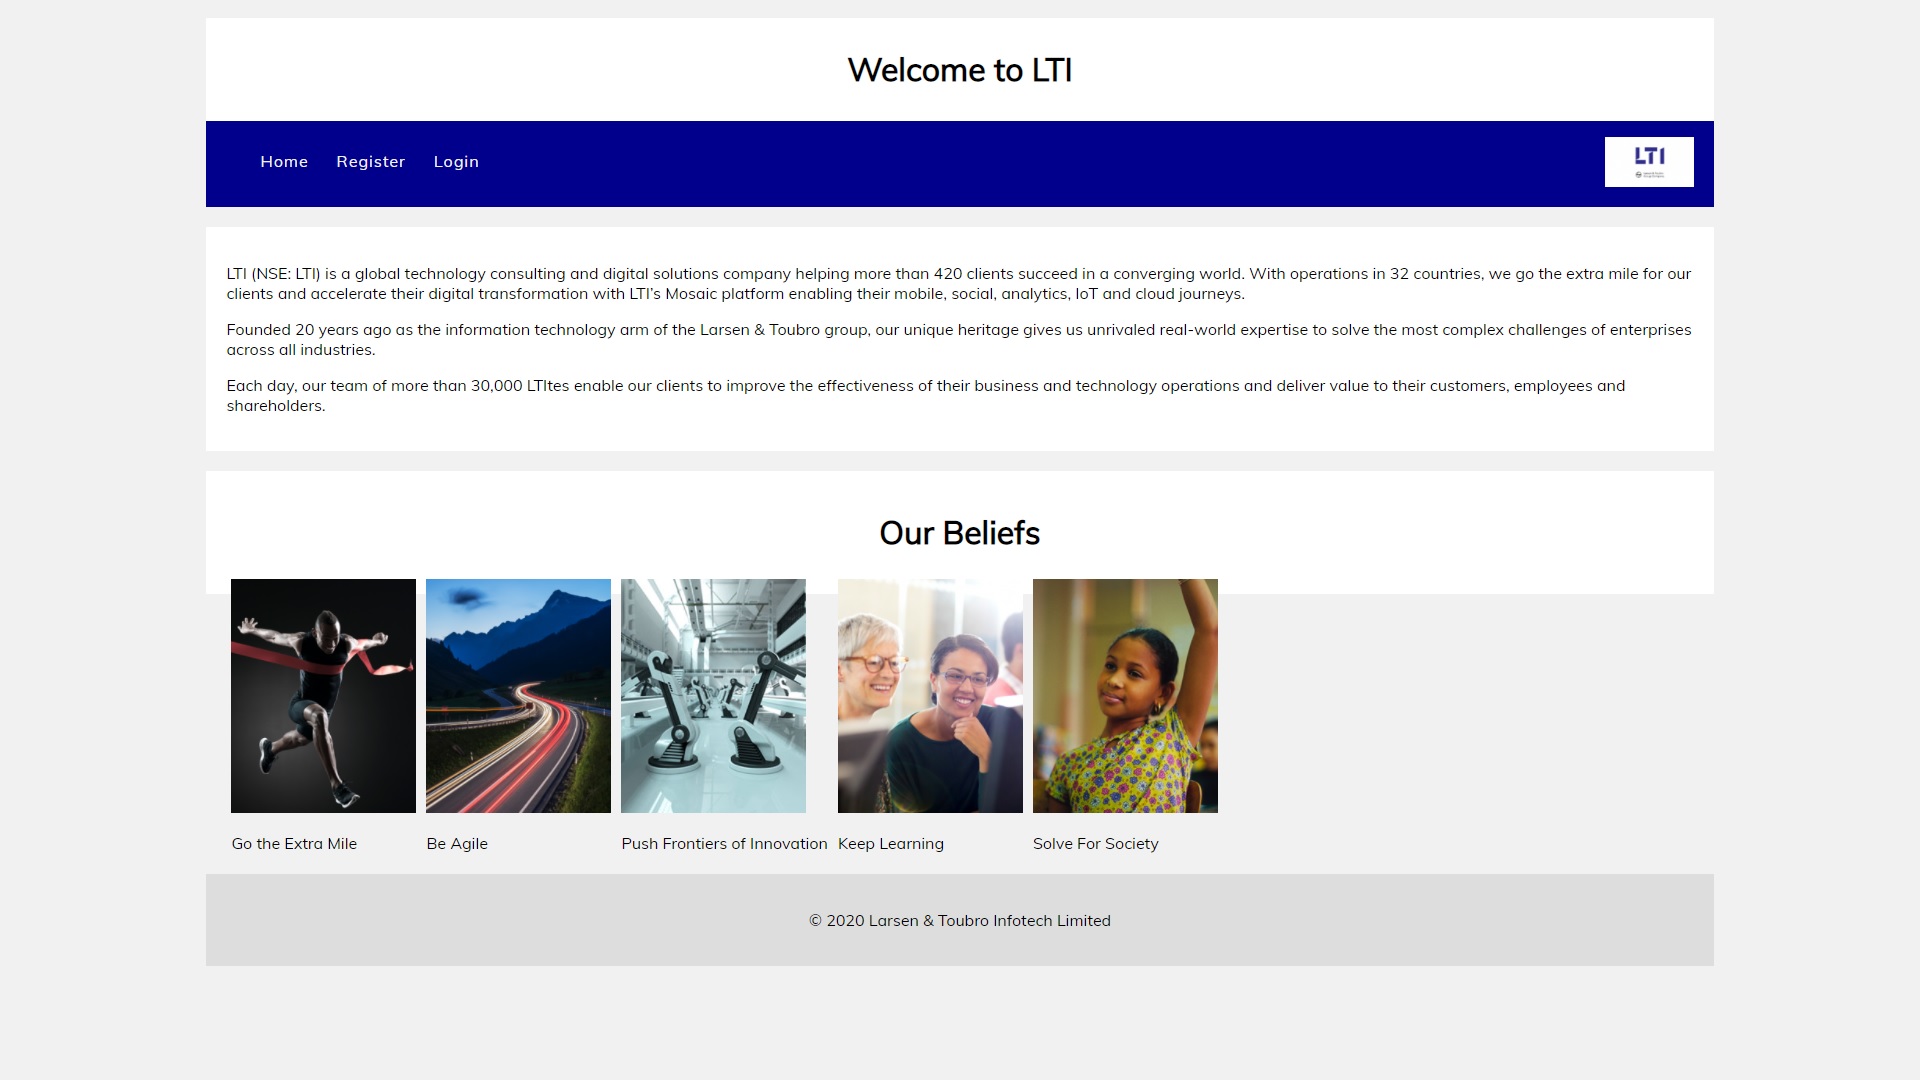 Welcome to LTI
Home Register Login
LTI
LTI (NSE: LTI) is a global technology consulting and digital solutions company helping more than 420 clients succeed in a converging world. With operations in 32 countries, we go the extra mile for our
clients and accelerate their digital transformation with LTI’s Mosaic platform enabling their mobile, social, analytics, IoT and cloud journeys.
Founded 20 years ago as the information technology arm of the Larsen & Toubro group, our unique heritage gives us unrivaled real-world expertise to solve the most complex challenges of enterprises
across all industries.
Each day, our team of more than 30,000 LTItes enable our clients to improve the effectiveness of their business and technology operations and deliver value to their customers, employees and
shareholders.
Our Beliefs
Go the Extra Mile
Be Agile
Push Frontiers of Innovation
Keep Learning
Solve For Society
© 2020 Larsen & Toubro Infotech Limited